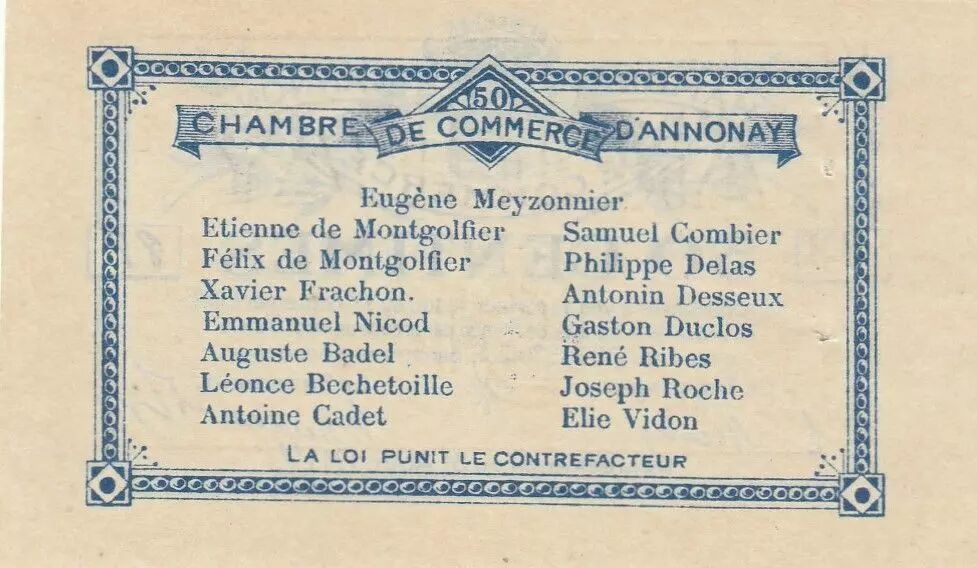 50
CHAMBRE DE COMMERCE D'ANNONAY
Eugène Meyzonnier
Etienne de Montgolfier
Félix de Montgolfier
Xavier Frachon.
Emmanuel Nicod
Auguste Badel
Léonce Bechetoille
Antoine Cadet
Samuel Combier
Philippe Delas
Antonin Desseux
Gaston Duclos
René Ribes
Joseph Roche
Elie Vidon
LA LOI PUNIT LE CONTREFACTEUR